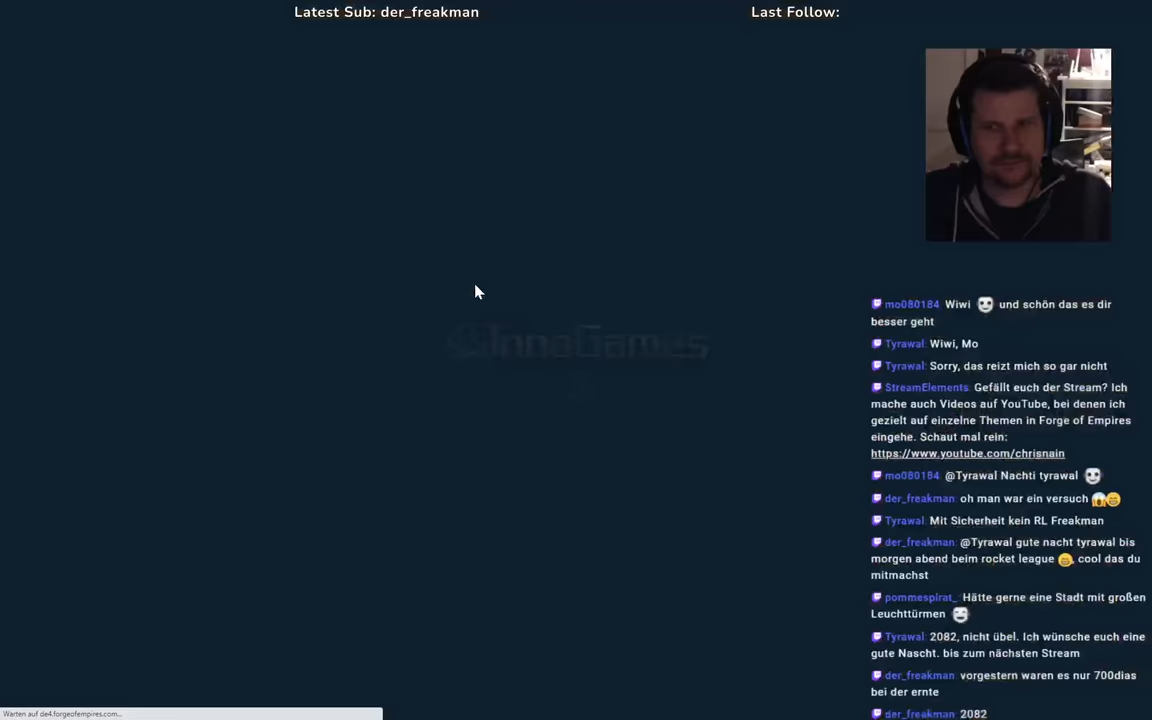 Latest Sub: der_freakman
Last Follow:
InnoGames
mo080184: Wiwi und schön das es dir
besser geht
Tyrawal: Wiwi, Mo
Tyrawal: Sorry, das reizt mich so gar nicht
StreamElements: Gefällt euch der Stream? Ich
mache auch Videos auf YouTube, bei denen ich
gezielt auf einzelne Themen in Forge of Empires
eingehe. Schaut mal rein:
https://www.youtube.com/chrisnain
mo080184: @Tyrawal Nachti tyrawal
der_freakman: oh man war ein versuch
Tyrawal: Mit Sicherheit kein RL Freakman
der_freakman: @Tyrawal gute nacht tyrawal bis
morgen abend beim rocket league , cool das du
mitmachst
pommespirat_: Hätte gerne eine Stadt mit großen
Leuchttürmen
Tyrawal: 2082, nicht übel. Ich wünsche euch eine
gute Nascht. bis zum nächsten Stream
der_freakman: vorgestern waren es nur 700dias
bei der ernte
der_freakman: 2082
Warten auf de4.forgeofempires.com...